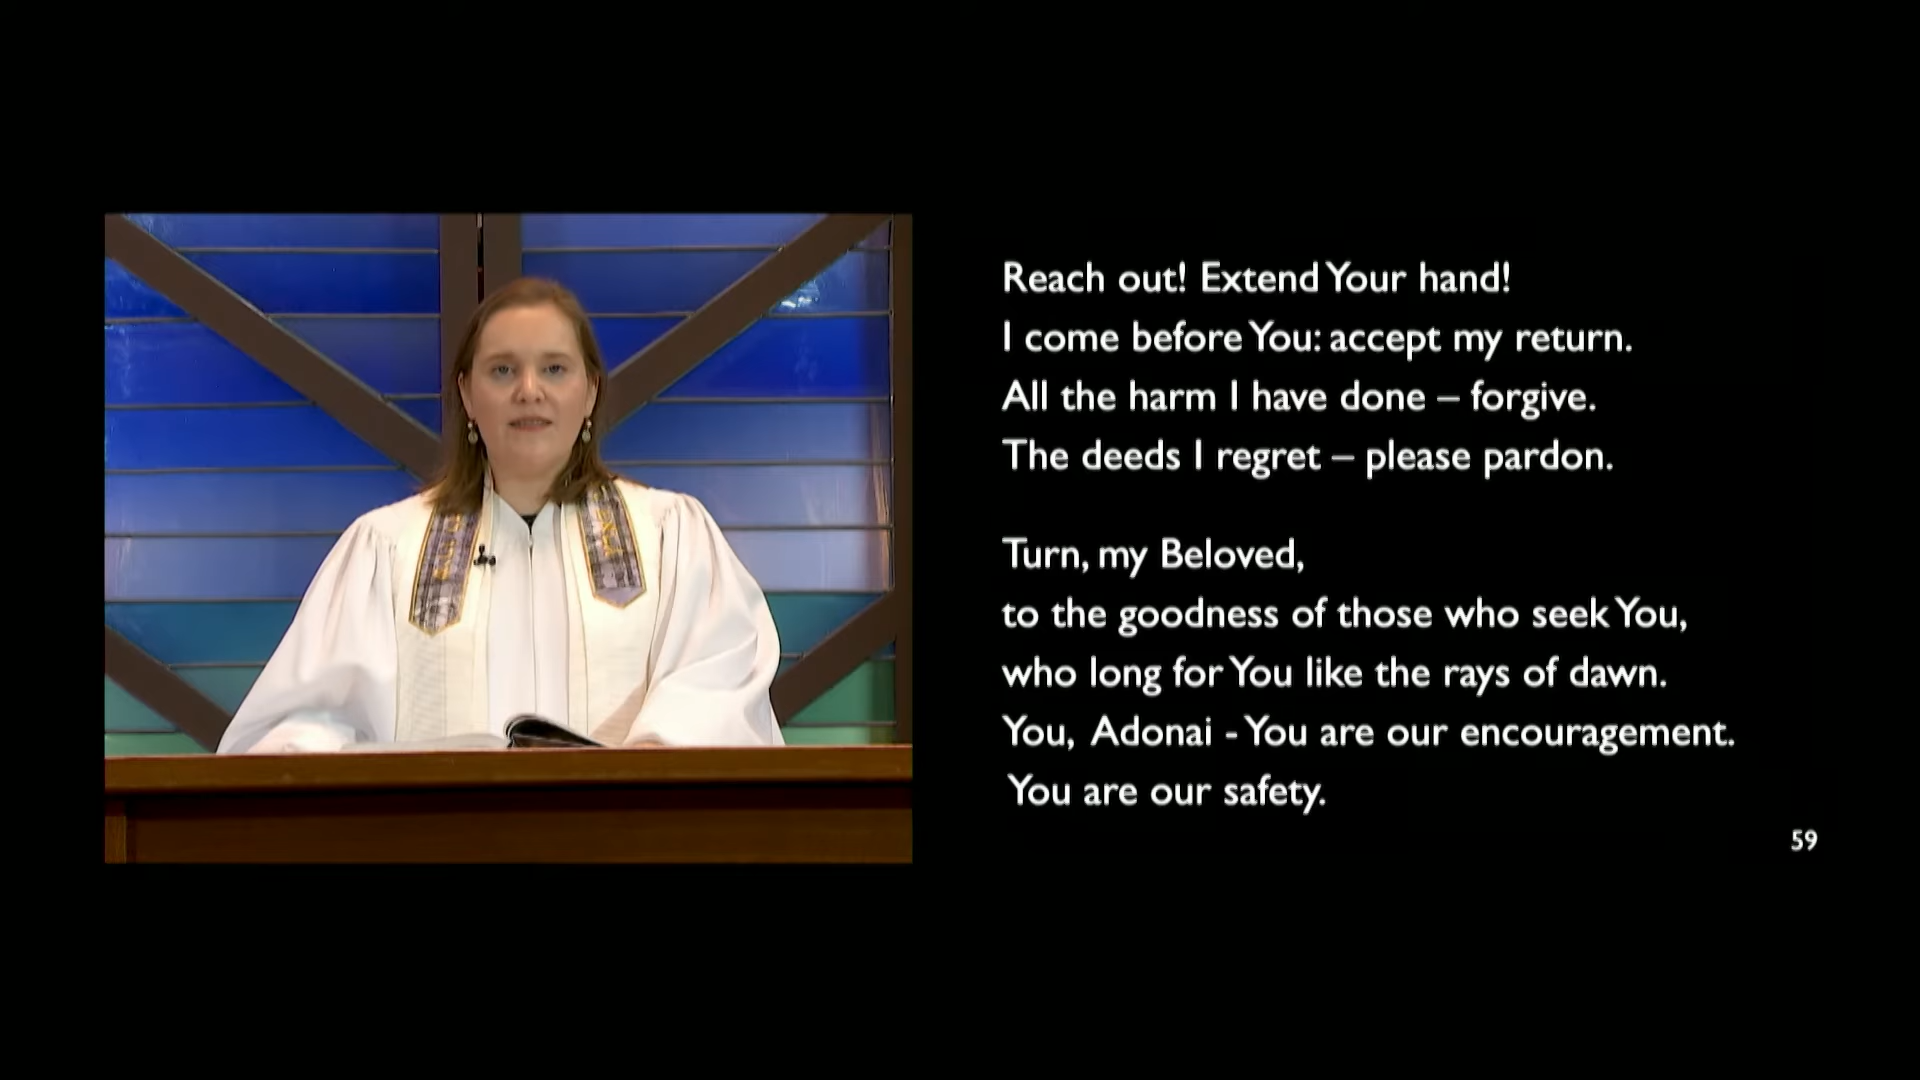 Reach out! Extend Your hand!
I come before You: accept my return.
All the harm I have done – forgive.
The deeds I regret – please pardon.
Turn, my Beloved,
to the goodness of those who seek You,
who long for You like the rays of dawn.
You, Adonai - You are our encouragement.
You are our safety.
59